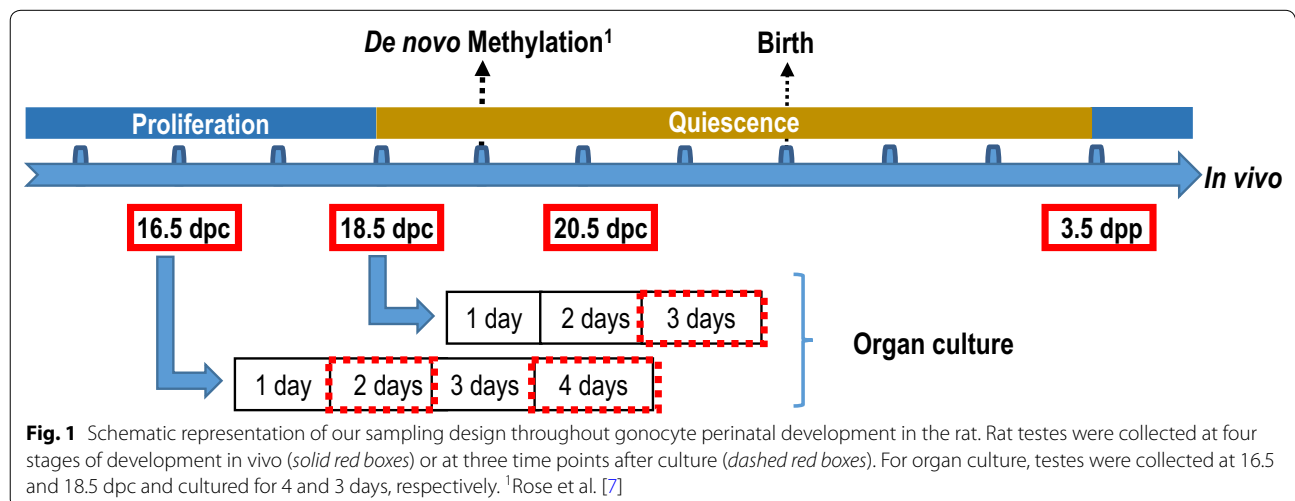 De novo Methylation1 Birth
Proliferation Quiescence
In vivo
16.5 dpc 18.5 dpc 20.5 dpc 3.5 dpp
1 day 2 days 3 days
Organ culture
1 day 2 days 3 days 4 days
Fig. 1 Schematic representation of our sampling design throughout gonocyte perinatal development in the rat. Rat testes were collected at four
stages of development in vivo (solid red boxes) or at three time points after culture (dashed red boxes). For organ culture, testes were collected at 16.5
and 18.5 dpc and cultured for 4 and 3 days, respectively. 1Rose et al. [7]